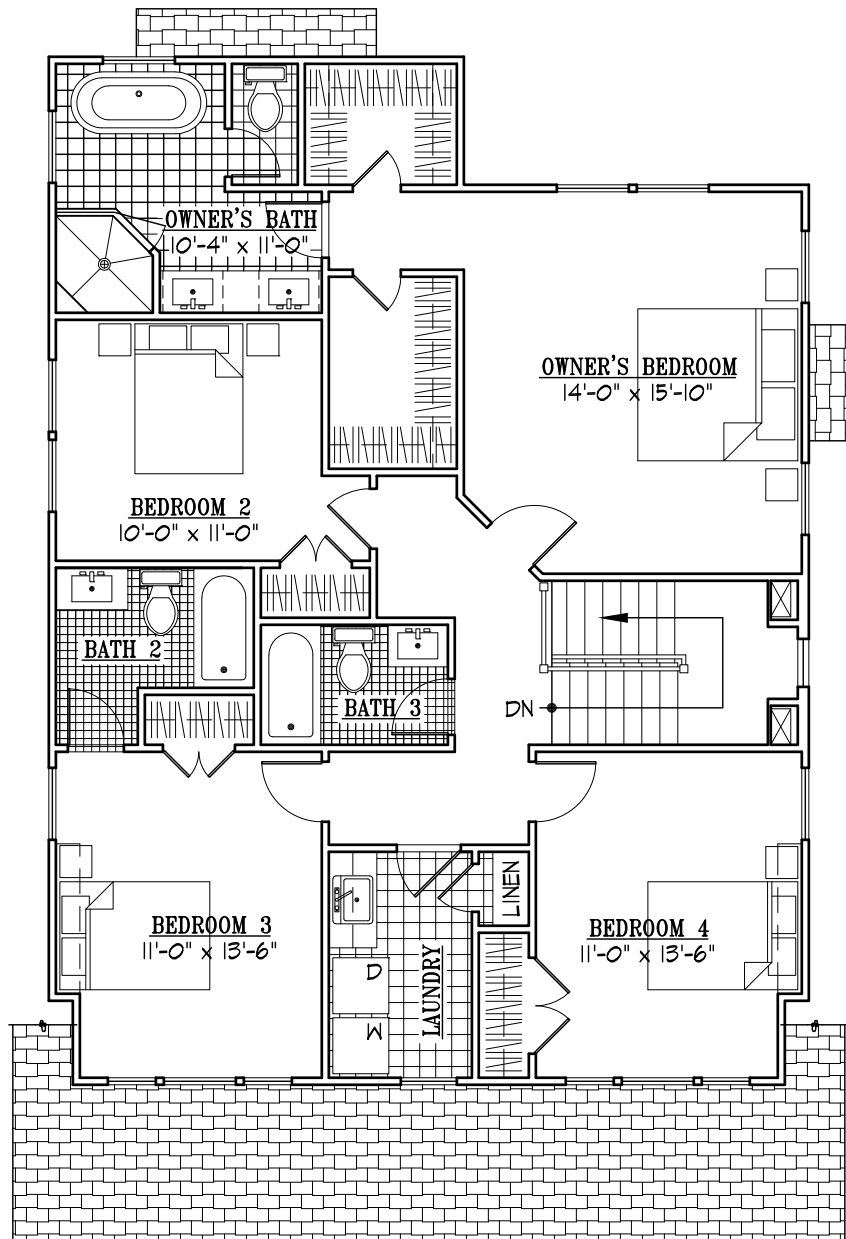 OWNER'S BATH
10'-4" x 11'-0"
OWNER'S BEDROOM
14'-0" x 15'-10"
BEDROOM 2
10'-0" x 11'-0"
BATH 2
BATH 3
DN
LINEN
BEDROOM 3
11'-0" x 13'-6"
BEDROOM 4
11'-0" x 13'-6"
LAUNDRY
D
W